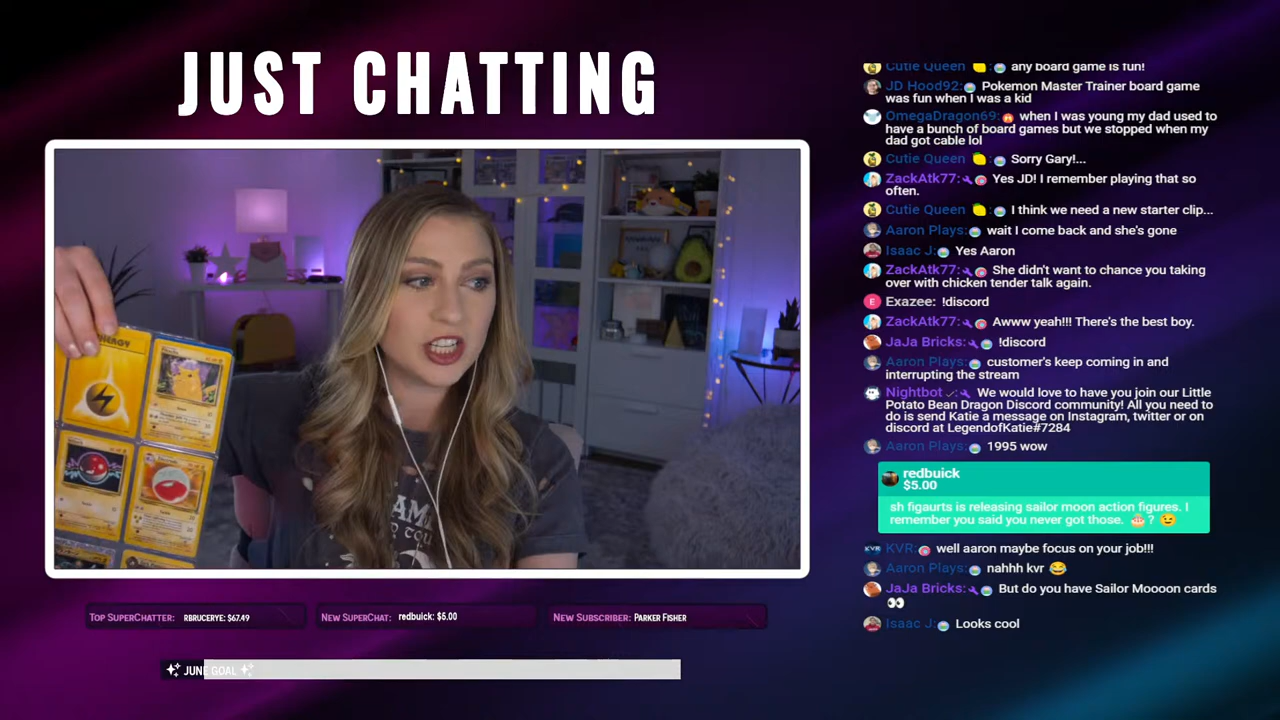 JUST CHATTING
ENERGY
Cutie Queen : any board game is fun!
JD Hood92: Pokemon Master Trainer board game
was fun when I was a kid
OmegaDragon69: when I was young my dad used to
have a bunch of board games but we stopped when my
dad got cable lol
Cutie Queen : Sorry Gary!...
ZackAtk77: Yes JD! I remember playing that so
often.
Cutie Queen : I think we need a new starter clip...
Aaron Plays: wait I come back and she's gone
Isaac J: Yes Aaron
ZackAtk77: She didn't want to chance you taking
over with chicken tender talk again.
E Exazee: !discord
ZackAtk77: Awww yeah!!! There's the best boy.
JaJa Bricks: !discord
Aaron Plays: customer's keep coming in and
interrupting the stream
Nightbot ✓: We would love to have you join our Little
Potato Bean Dragon Discord community! All you need to
do is send Katie a message on Instagram, twitter or on
discord at LegendofKatie#7284
Aaron Plays: 1995 wow
redbuick
$5.00
sh figaurts is releasing sailor moon action figures. I
remember you said you never got those. 🎂 ? 😉
KVR KVR: well aaron maybe focus on your job!!!
Aaron Plays: nahhh kvr 😂
JaJa Bricks: But do you have Sailor Moooon cards
👀
Isaac J: Looks cool
TOP SUPERCHATTER: RBRUCERYE: $67.49
NEW SUPERCHAT: redbuick: $5.00
NEW SUBSCRIBER: PARKER FISHER
✨ JUNE GOAL ✨